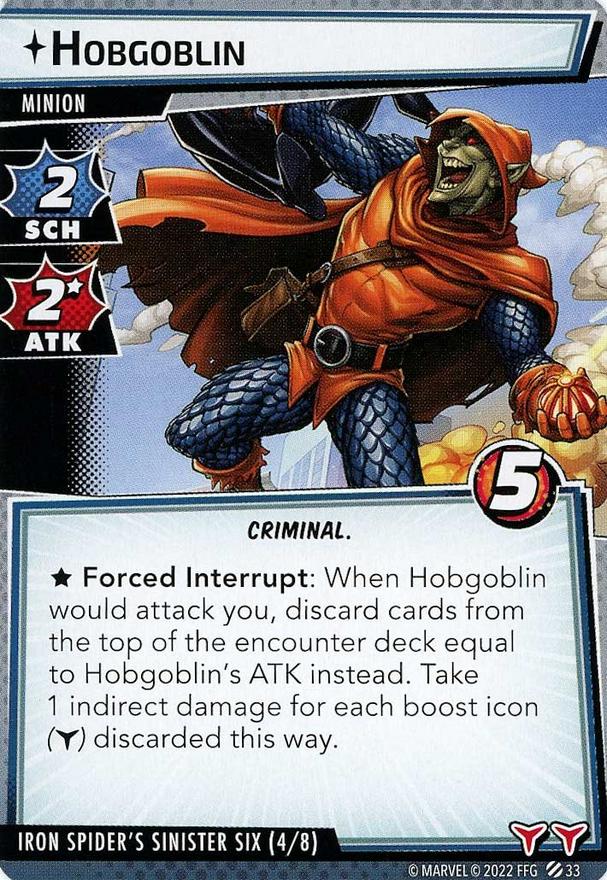 HOBGOBLIN
MINION
2
SCH
2★
ATK
5
CRIMINAL.
★ Forced Interrupt: When Hobgoblin
would attack you, discard cards from
the top of the encounter deck equal
to Hobgoblin's ATK instead. Take
1 indirect damage for each boost icon
() discarded this way.
IRON SPIDER'S SINISTER SIX (4/8)
© MARVEL © 2022 FFG 33